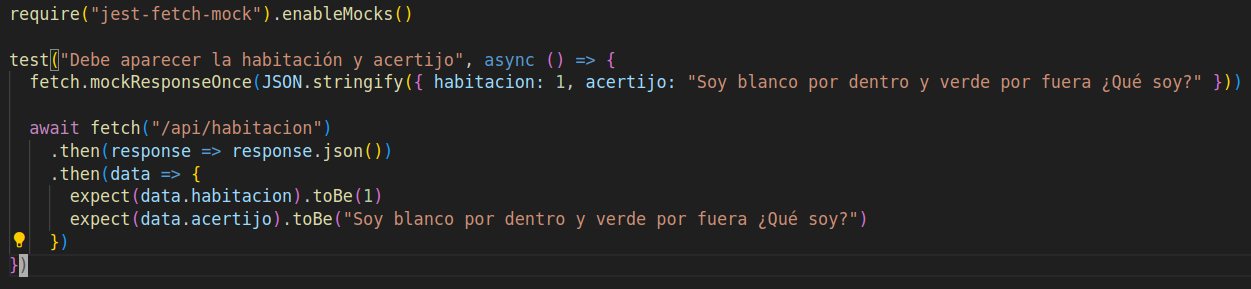 require("jest-fetch-mock").enableMocks()
test("Debe aparecer la habitación y acertijo", async () => {
fetch.mockResponseOnce(JSON.stringify({ habitacion: 1, acertijo: "Soy blanco por dentro y verde por fuera ¿Qué soy?" }))
await fetch("/api/habitacion")
.then(response => response.json())
.then(data => {
expect(data.habitacion).toBe(1)
expect(data.acertijo).toBe("Soy blanco por dentro y verde por fuera ¿Qué soy?")
})
})